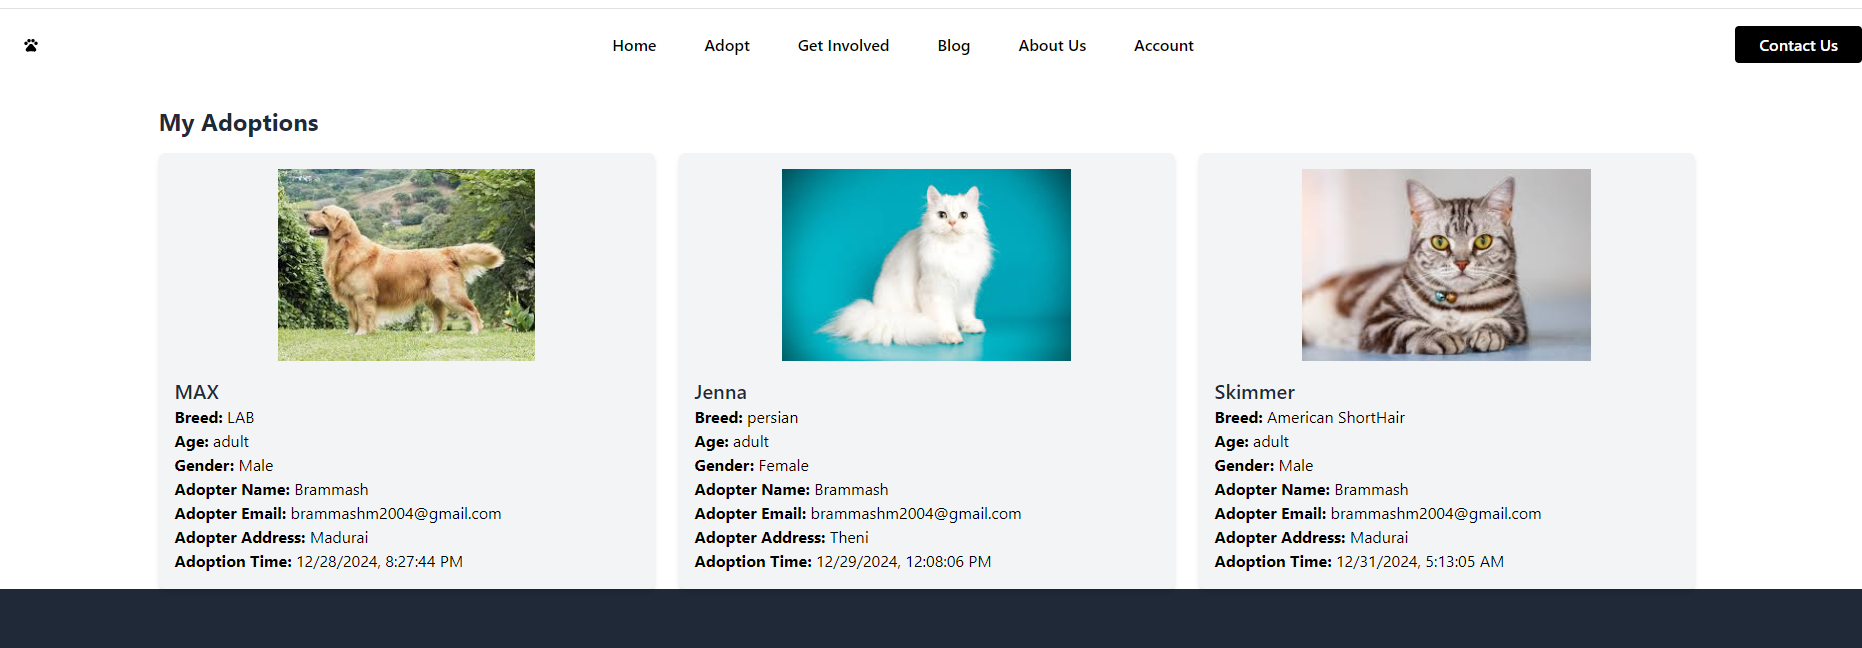 Home Adopt Get Involved Blog About Us Account Contact Us
My Adoptions
MAX
Breed: LAB
Age: adult
Gender: Male
Adopter Name: Brammash
Adopter Email: brammashm2004@gmail.com
Adopter Address: Madurai
Adoption Time: 12/28/2024, 8:27:44 PM
Jenna
Breed: persian
Age: adult
Gender: Female
Adopter Name: Brammash
Adopter Email: brammashm2004@gmail.com
Adopter Address: Theni
Adoption Time: 12/29/2024, 12:08:06 PM
Skimmer
Breed: American ShortHair
Age: adult
Gender: Male
Adopter Name: Brammash
Adopter Email: brammashm2004@gmail.com
Adopter Address: Madurai
Adoption Time: 12/31/2024, 5:13:05 AM